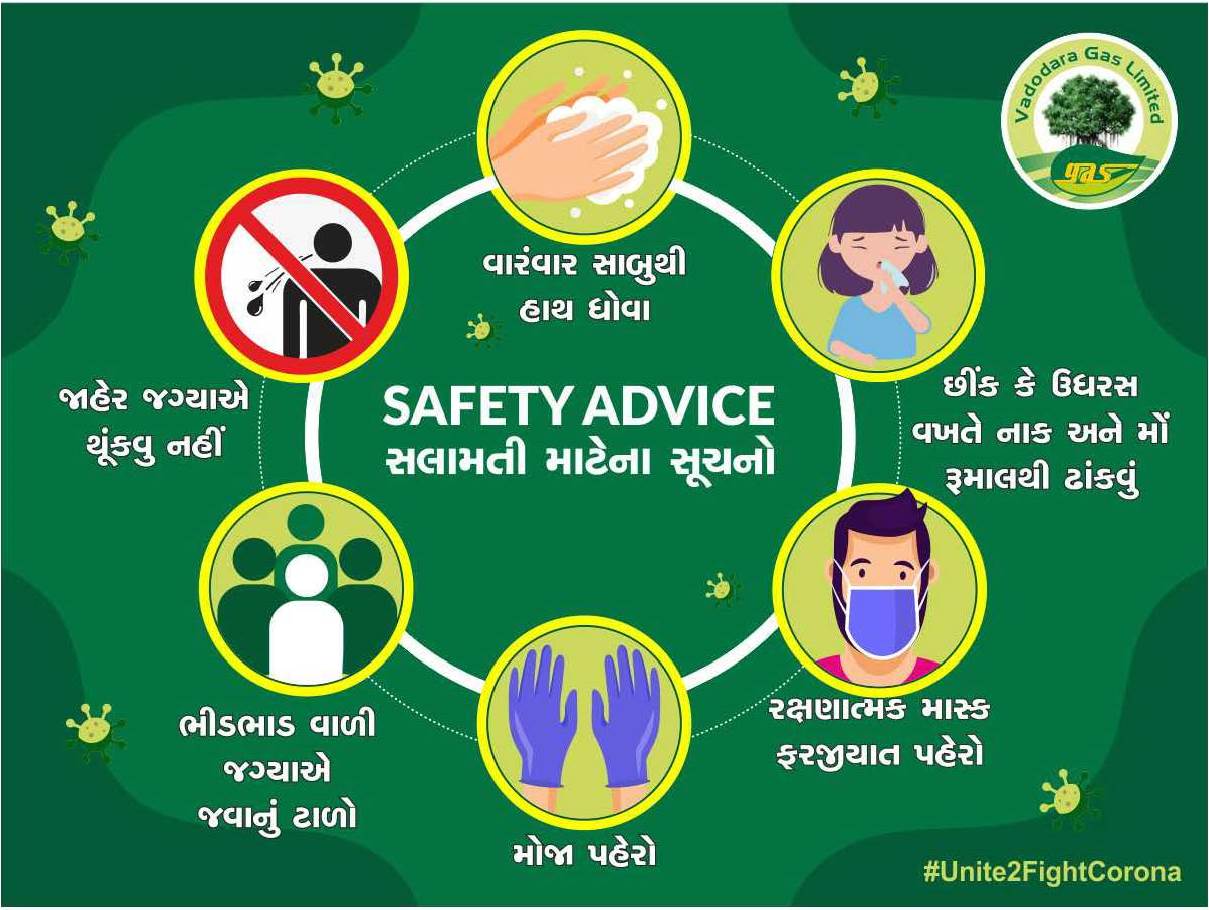 Vadodara Gas Limited
ગેસ
વારંવાર સાબુથી
હાથ ધોવા
છીંક કે ઉધરસ
વખતે નાક અને મોં
રૂમાલથી ઢાંકવું
રક્ષણાત્મક માસ્ક
ફરજીયાત પહેરો
મોજા પહેરો
ભીડભાડ વાળી
જગ્યાએ
જવાનું ટાળો
જાહેર જગ્યાએ
થૂંકવુ નહીં
SAFETY ADVICE
સલામતી માટેના સૂચનો
#Unite2FightCorona